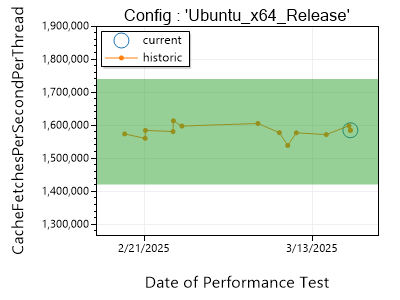 Config : 'Ubuntu_x64_Release'
CacheFetchesPerSecondPerThread
1,900,000
1,800,000
1,700,000
1,600,000
1,500,000
1,400,000
1,300,000
current
historic
2/21/2025
3/13/2025
Date of Performance Test